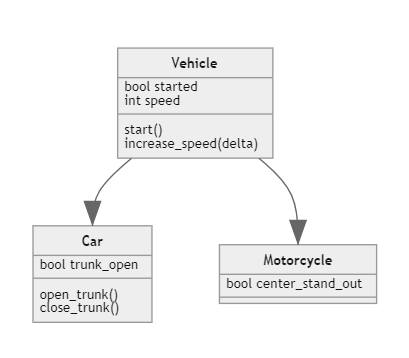 Vehicle
bool started
int speed
start()
increase_speed(delta)
Car
bool trunk_open
open_trunk()
close_trunk()
Motorcycle
bool center_stand_out